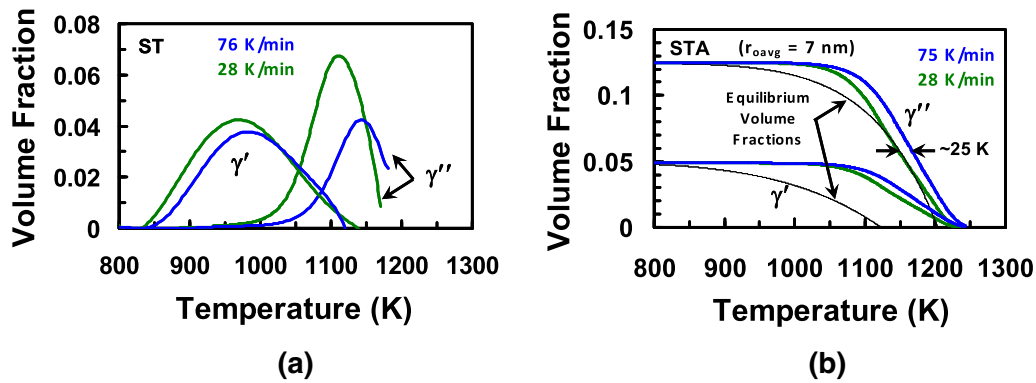 0.08
0.06
0.04
0.02
0
Volume Fraction
ST
76 K/min
28 K/min
γ′
γ′′
800 900 1000 1100 1200 1300
Temperature (K)
(a)
0.15
0.1
0.05
0
Volume Fraction
STA (roavg = 7 nm)
75 K/min
28 K/min
Equilibrium
Volume
Fractions
γ′′
~25 K
γ′
800 900 1000 1100 1200 1300
Temperature (K)
(b)